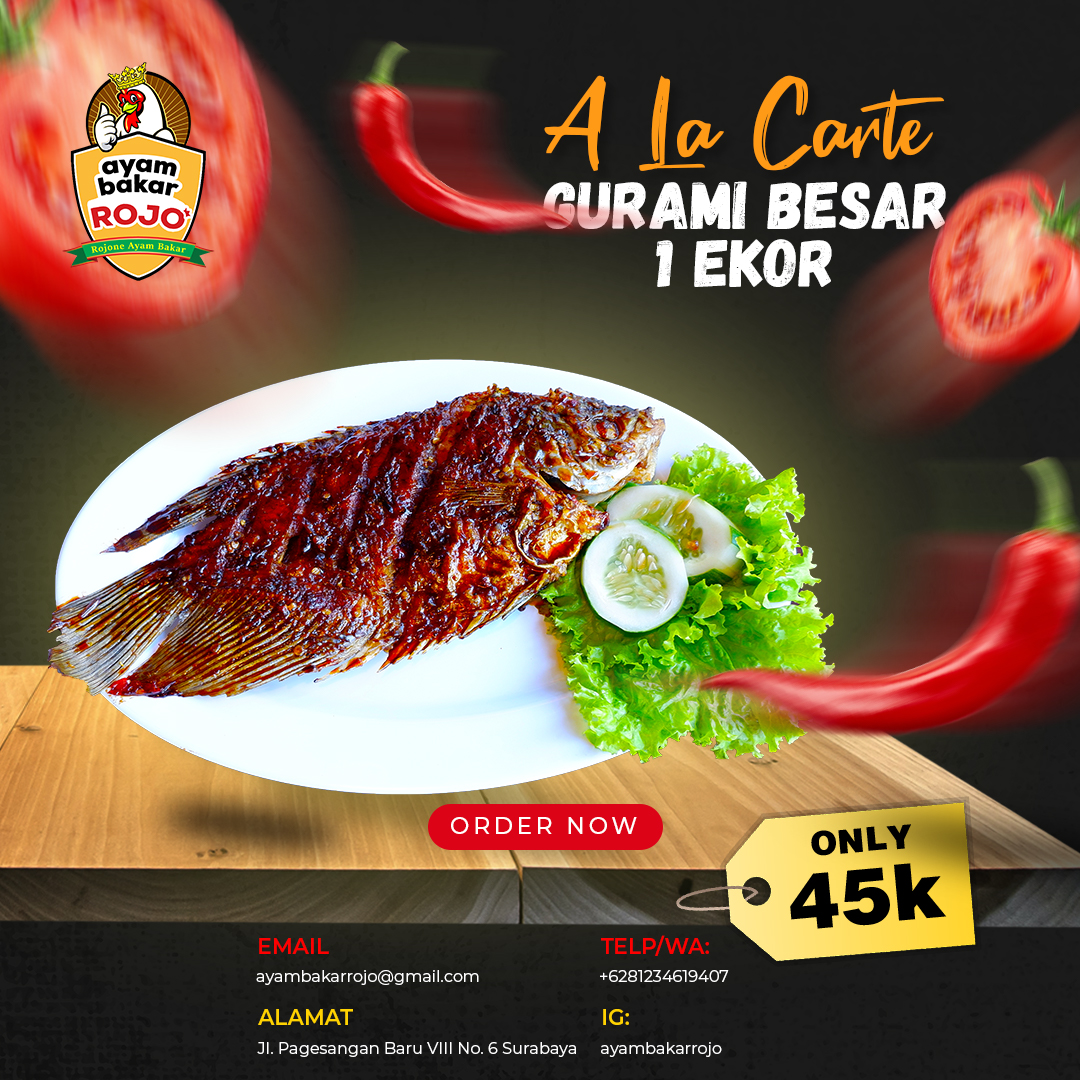 ayam
bakar
ROJO
Rojone Ayam Bakar
A La Carte
GURAMI BESAR
1 EKOR
ORDER NOW
ONLY
45k
EMAIL
ayambakarrojo@gmail.com
TELP/WA:
+6281234619407
ALAMAT
Jl. Pagesangan Baru VIII No. 6 Surabaya
IG:
ayambakarrojo